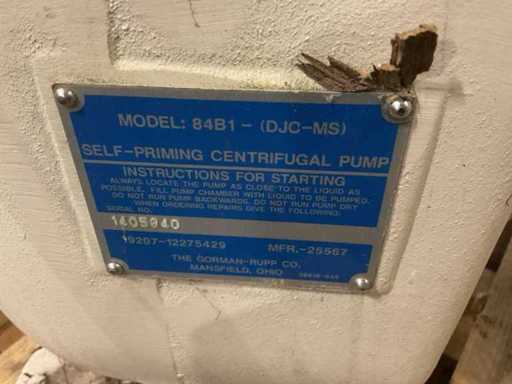 MODEL: 84B1 - (DJC-MS)
SELF-PRIMING CENTRIFUGAL PUMP
INSTRUCTIONS FOR STARTING
ALWAYS LOCATE THE PUMP AS CLOSE TO THE LIQUID AS
POSSIBLE, FILL PUMP CHAMBER WITH LIQUID TO BE PUMPED.
DO NOT RUN PUMP BACKWARDS. DO NOT RUN PUMP DRY
WHEN ORDERING REPAIRS GIVE THE FOLLOWING:
SERIAL NO.
1405940
19207-12275429 MFR.-25567
THE GORMAN-RUPP CO.
MANSFIELD, OHIO